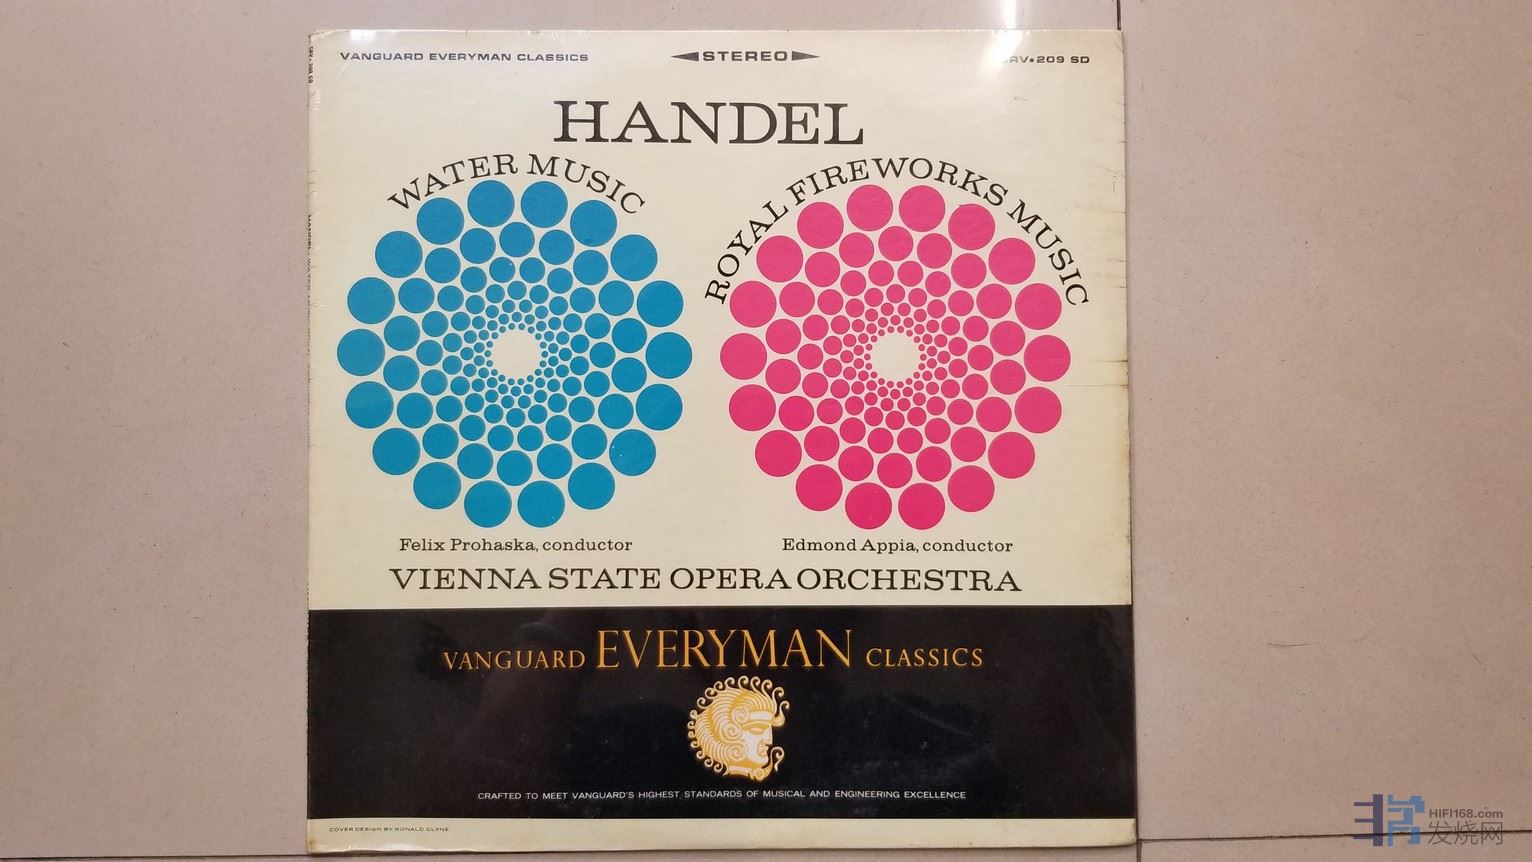 VANGUARD EVERYMAN CLASSICS
STEREO
RV•209 SD
HANDEL
WATER MUSIC
ROYAL FIREWORKS MUSIC
Felix Prohaska, conductor
Edmond Appia, conductor
VIENNA STATE OPERA ORCHESTRA
VANGUARD EVERYMAN CLASSICS
CRAFTED TO MEET VANGUARD'S HIGHEST STANDARDS OF MUSICAL AND ENGINEERING EXCELLENCE
COVER DESIGN BY RONALD CLYNE
HIFI168.com
发烧网